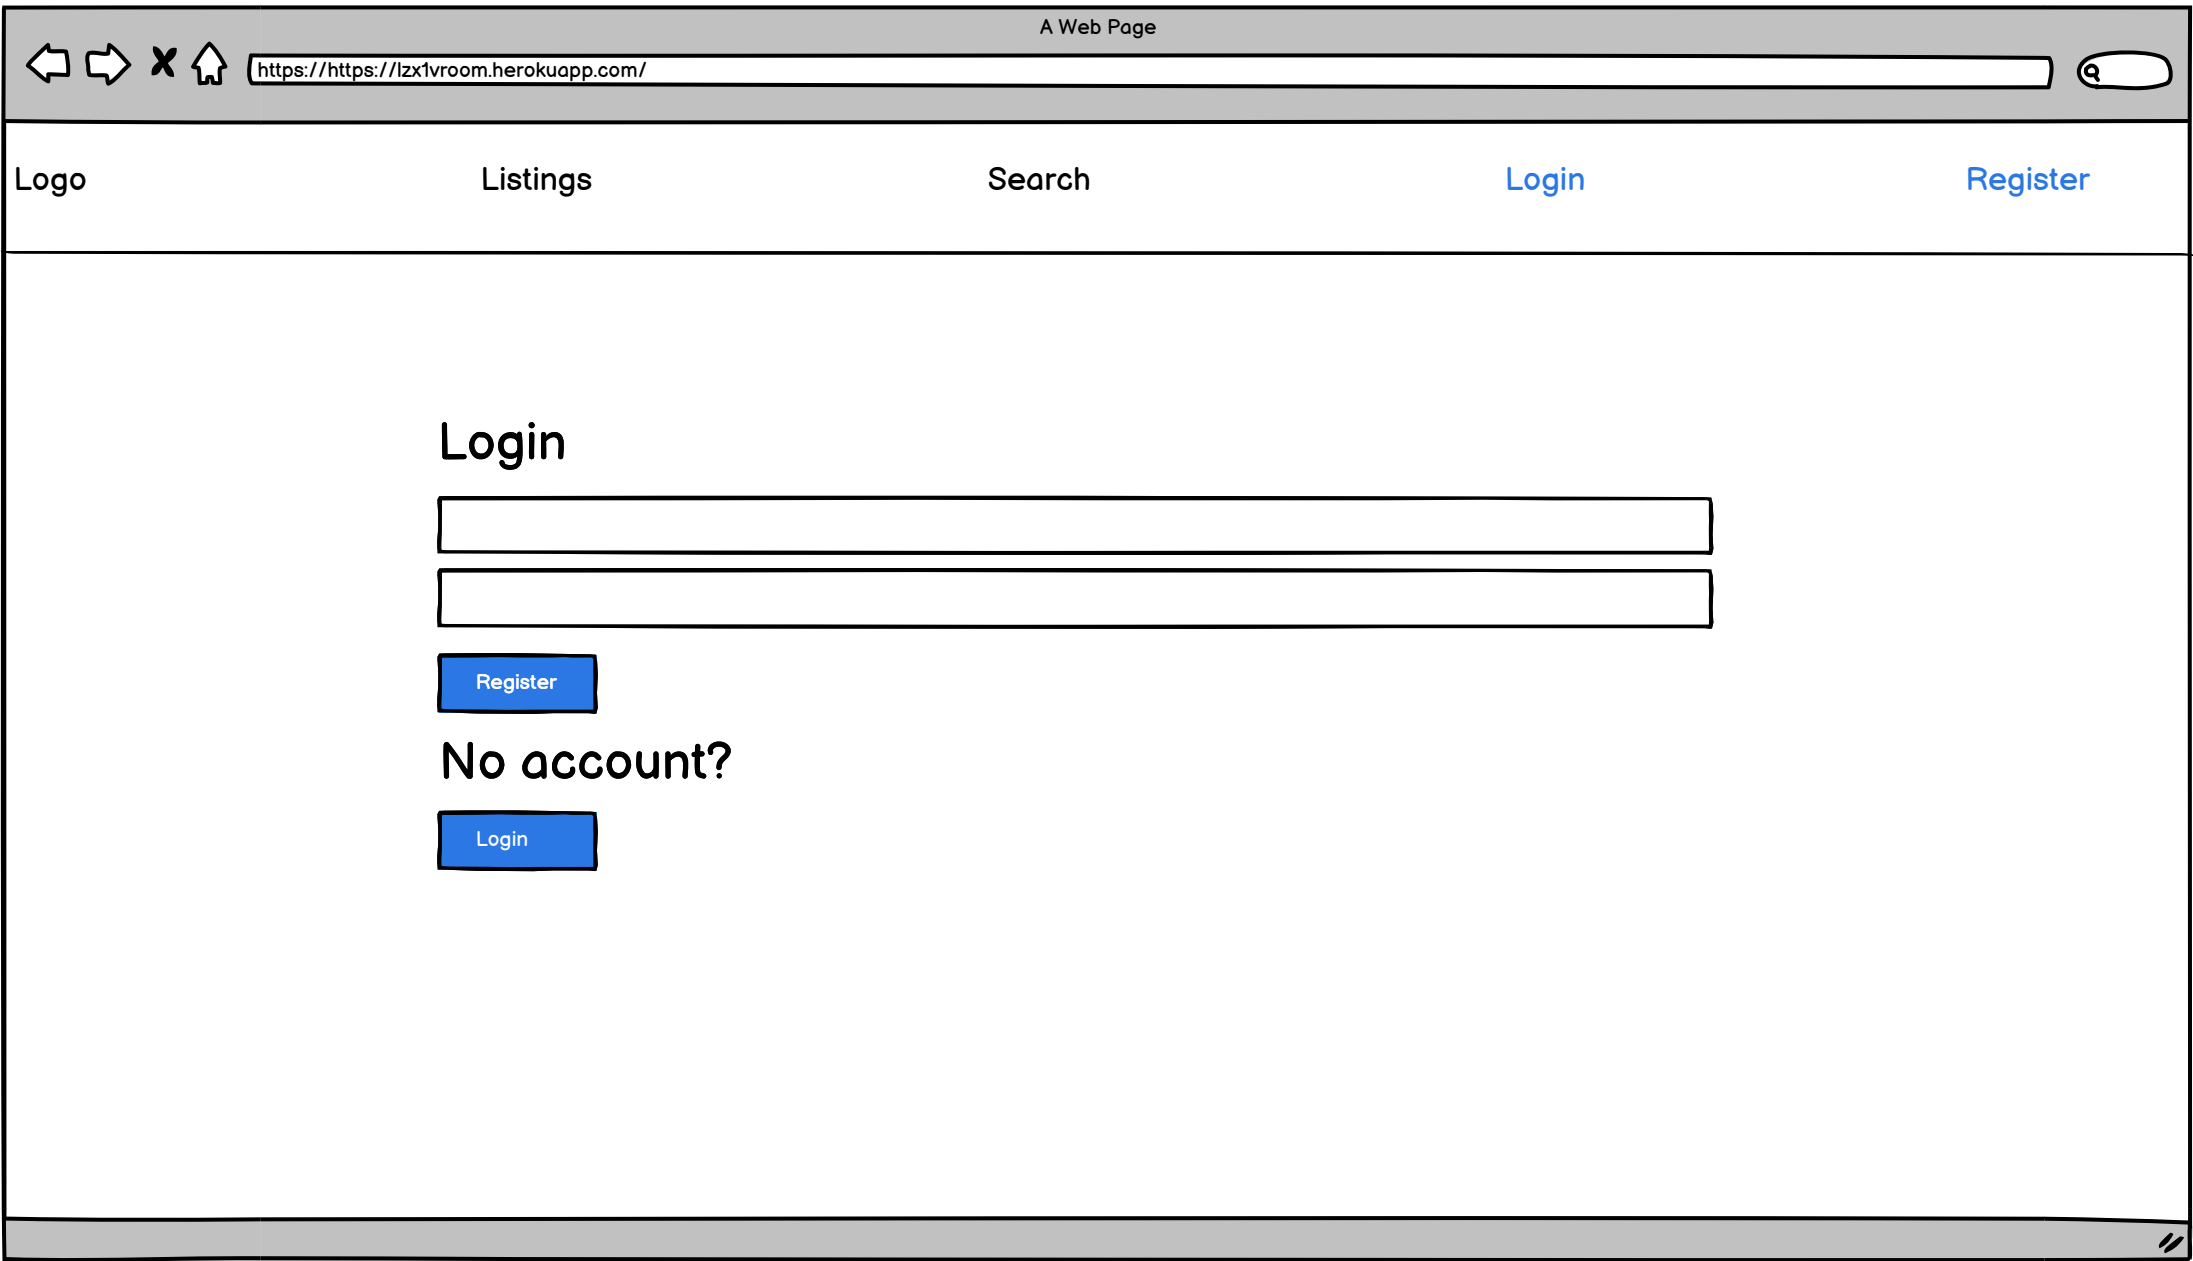 A Web Page
https://https://lzx1vroom.herokuapp.com/
Logo Listings Search Login Register
Login
Register
No account?
Login